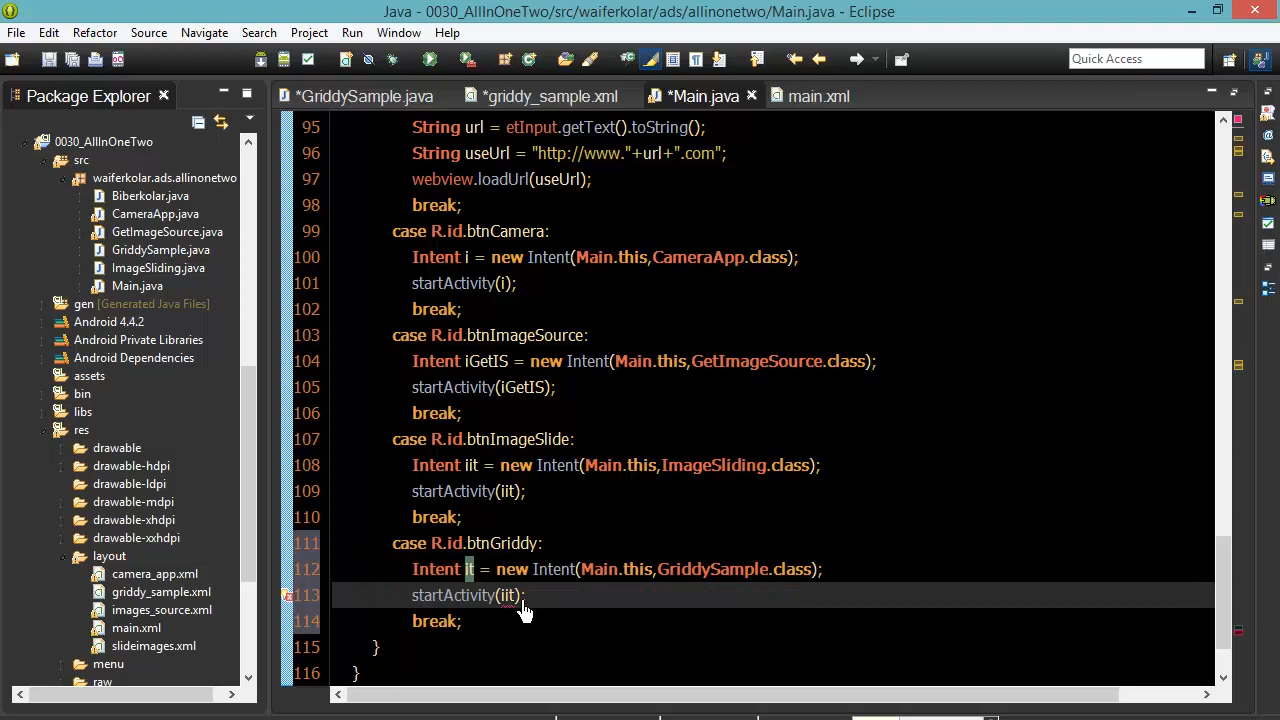 Java - 0030_AllInOneTwo/src/waiferkolar/ads/allinonetwo/Main.java - Eclipse
File Edit Refactor Source Navigate Search Project Run Window Help
Quick Access
Package Explorer
*GriddySample.java *griddy_sample.xml *Main.java main.xml
0030_AllInOneTwo
src
waiferkolar.ads.allinonetwo
Biberkolar.java
CameraApp.java
GetImageSource.java
GriddySample.java
ImageSliding.java
Main.java
gen [Generated Java Files]
Android 4.4.2
Android Private Libraries
Android Dependencies
assets
bin
libs
res
drawable
drawable-hdpi
drawable-ldpi
drawable-mdpi
drawable-xhdpi
drawable-xxhdpi
layout
camera_app.xml
griddy_sample.xml
images_source.xml
main.xml
slideimages.xml
menu
raw
95 String url = etInput.getText().toString();
96 String useUrl = "http://www."+url+".com";
97 webview.loadUrl(useUrl);
98 break;
99 case R.id.btnCamera:
100 Intent i = new Intent(Main.this,CameraApp.class);
101 startActivity(i);
102 break;
103 case R.id.btnImageSource:
104 Intent iGetIS = new Intent(Main.this,GetImageSource.class);
105 startActivity(iGetIS);
106 break;
107 case R.id.btnImageSlide:
108 Intent iit = new Intent(Main.this,ImageSliding.class);
109 startActivity(iit);
110 break;
111 case R.id.btnGriddy:
112 Intent it = new Intent(Main.this,GriddySample.class);
113 startActivity(iit);
114 break;
115 }
116 }